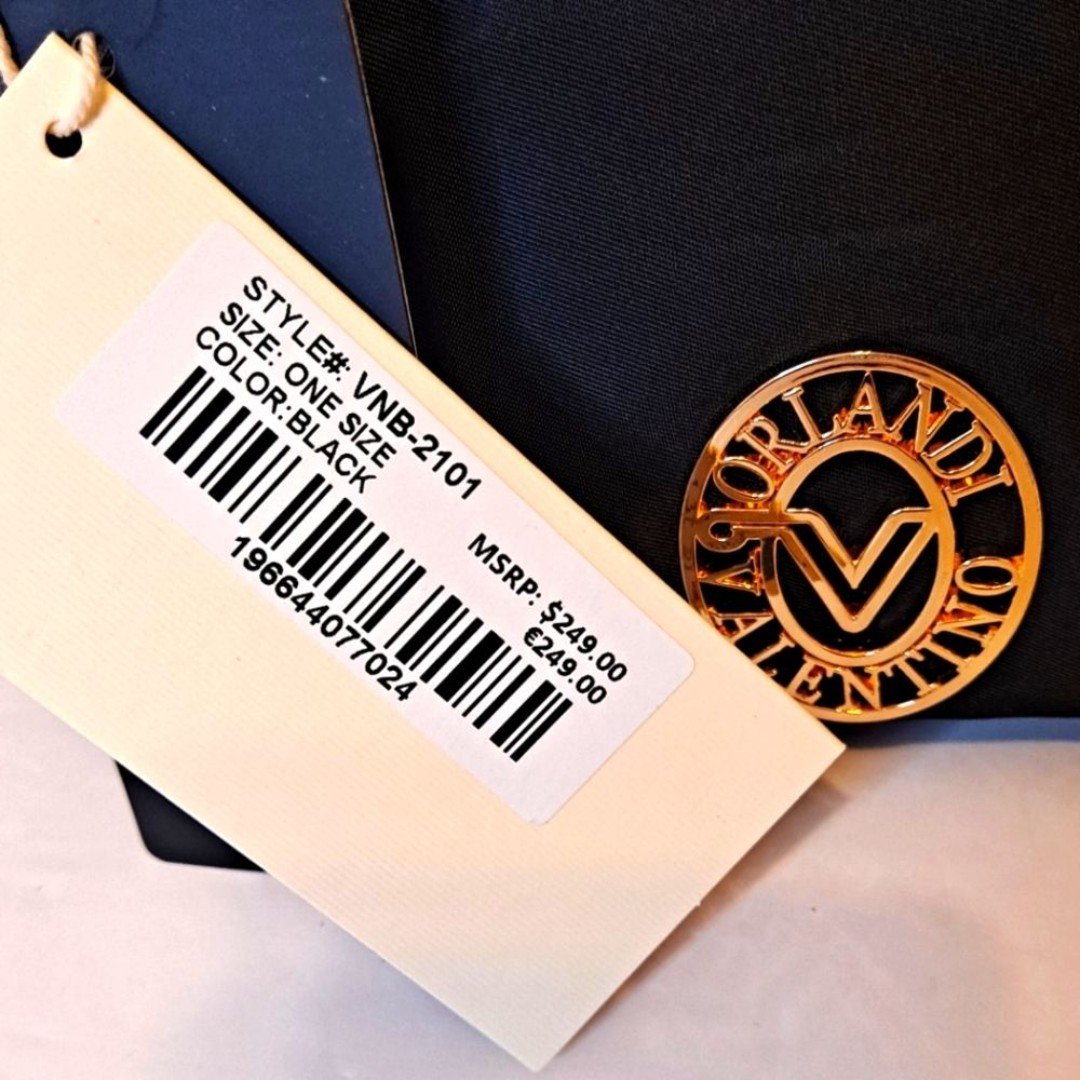 STYLE#: VNB-2101
SIZE: ONE SIZE
COLOR:BLACK
MSRP: $249.00
€249.00
196644077024
ORLANDI
VALENTINO
V